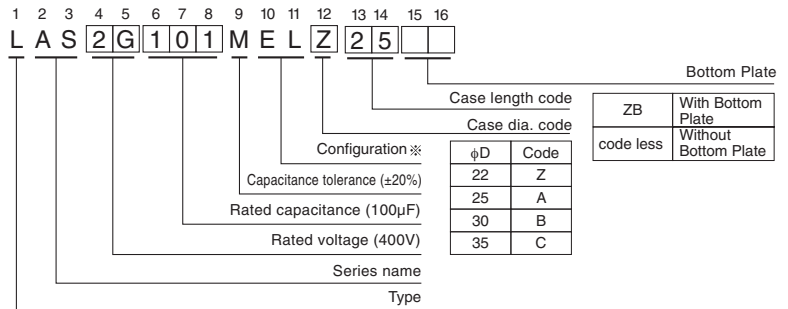 1 2 3 4 5 6 7 8 9 10 11 12 13 14 15 16
L A S 2 G 1 0 1 M E L Z 2 5
Bottom Plate
Case length code
Case dia. code
Configuration※
Capacitance tolerance (±20%)
Rated capacitance (100µF)
Rated voltage (400V)
Series name
Type
ϕD Code
22 Z
25 A
30 B
35 C
ZB With Bottom
Plate
code less Without
Bottom Plate